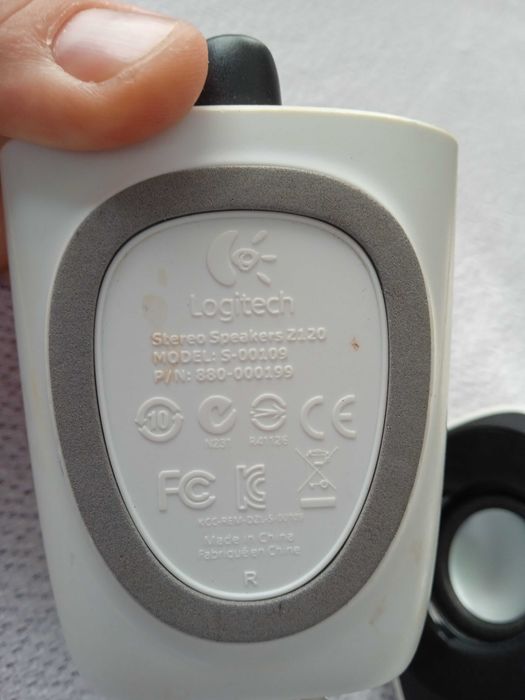 Logitech
Stereo Speakers Z120
MODEL: S-00109
P/N: 880-000199
10
N231 R41126
CE
FC
Made in China
Fabriqué en Chine
R